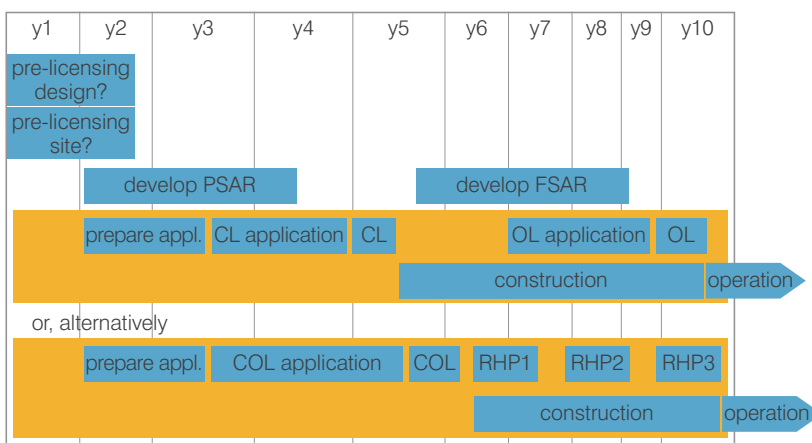 y1 y2 y3 y4 y5 y6 y7 y8 y9 y10
pre-licensing
design?
pre-licensing
site?
develop PSAR develop FSAR
prepare appl. CL application CL OL application OL
construction operation
or, alternatively
prepare appl. COL application COL RHP1 RHP2 RHP3
construction operation